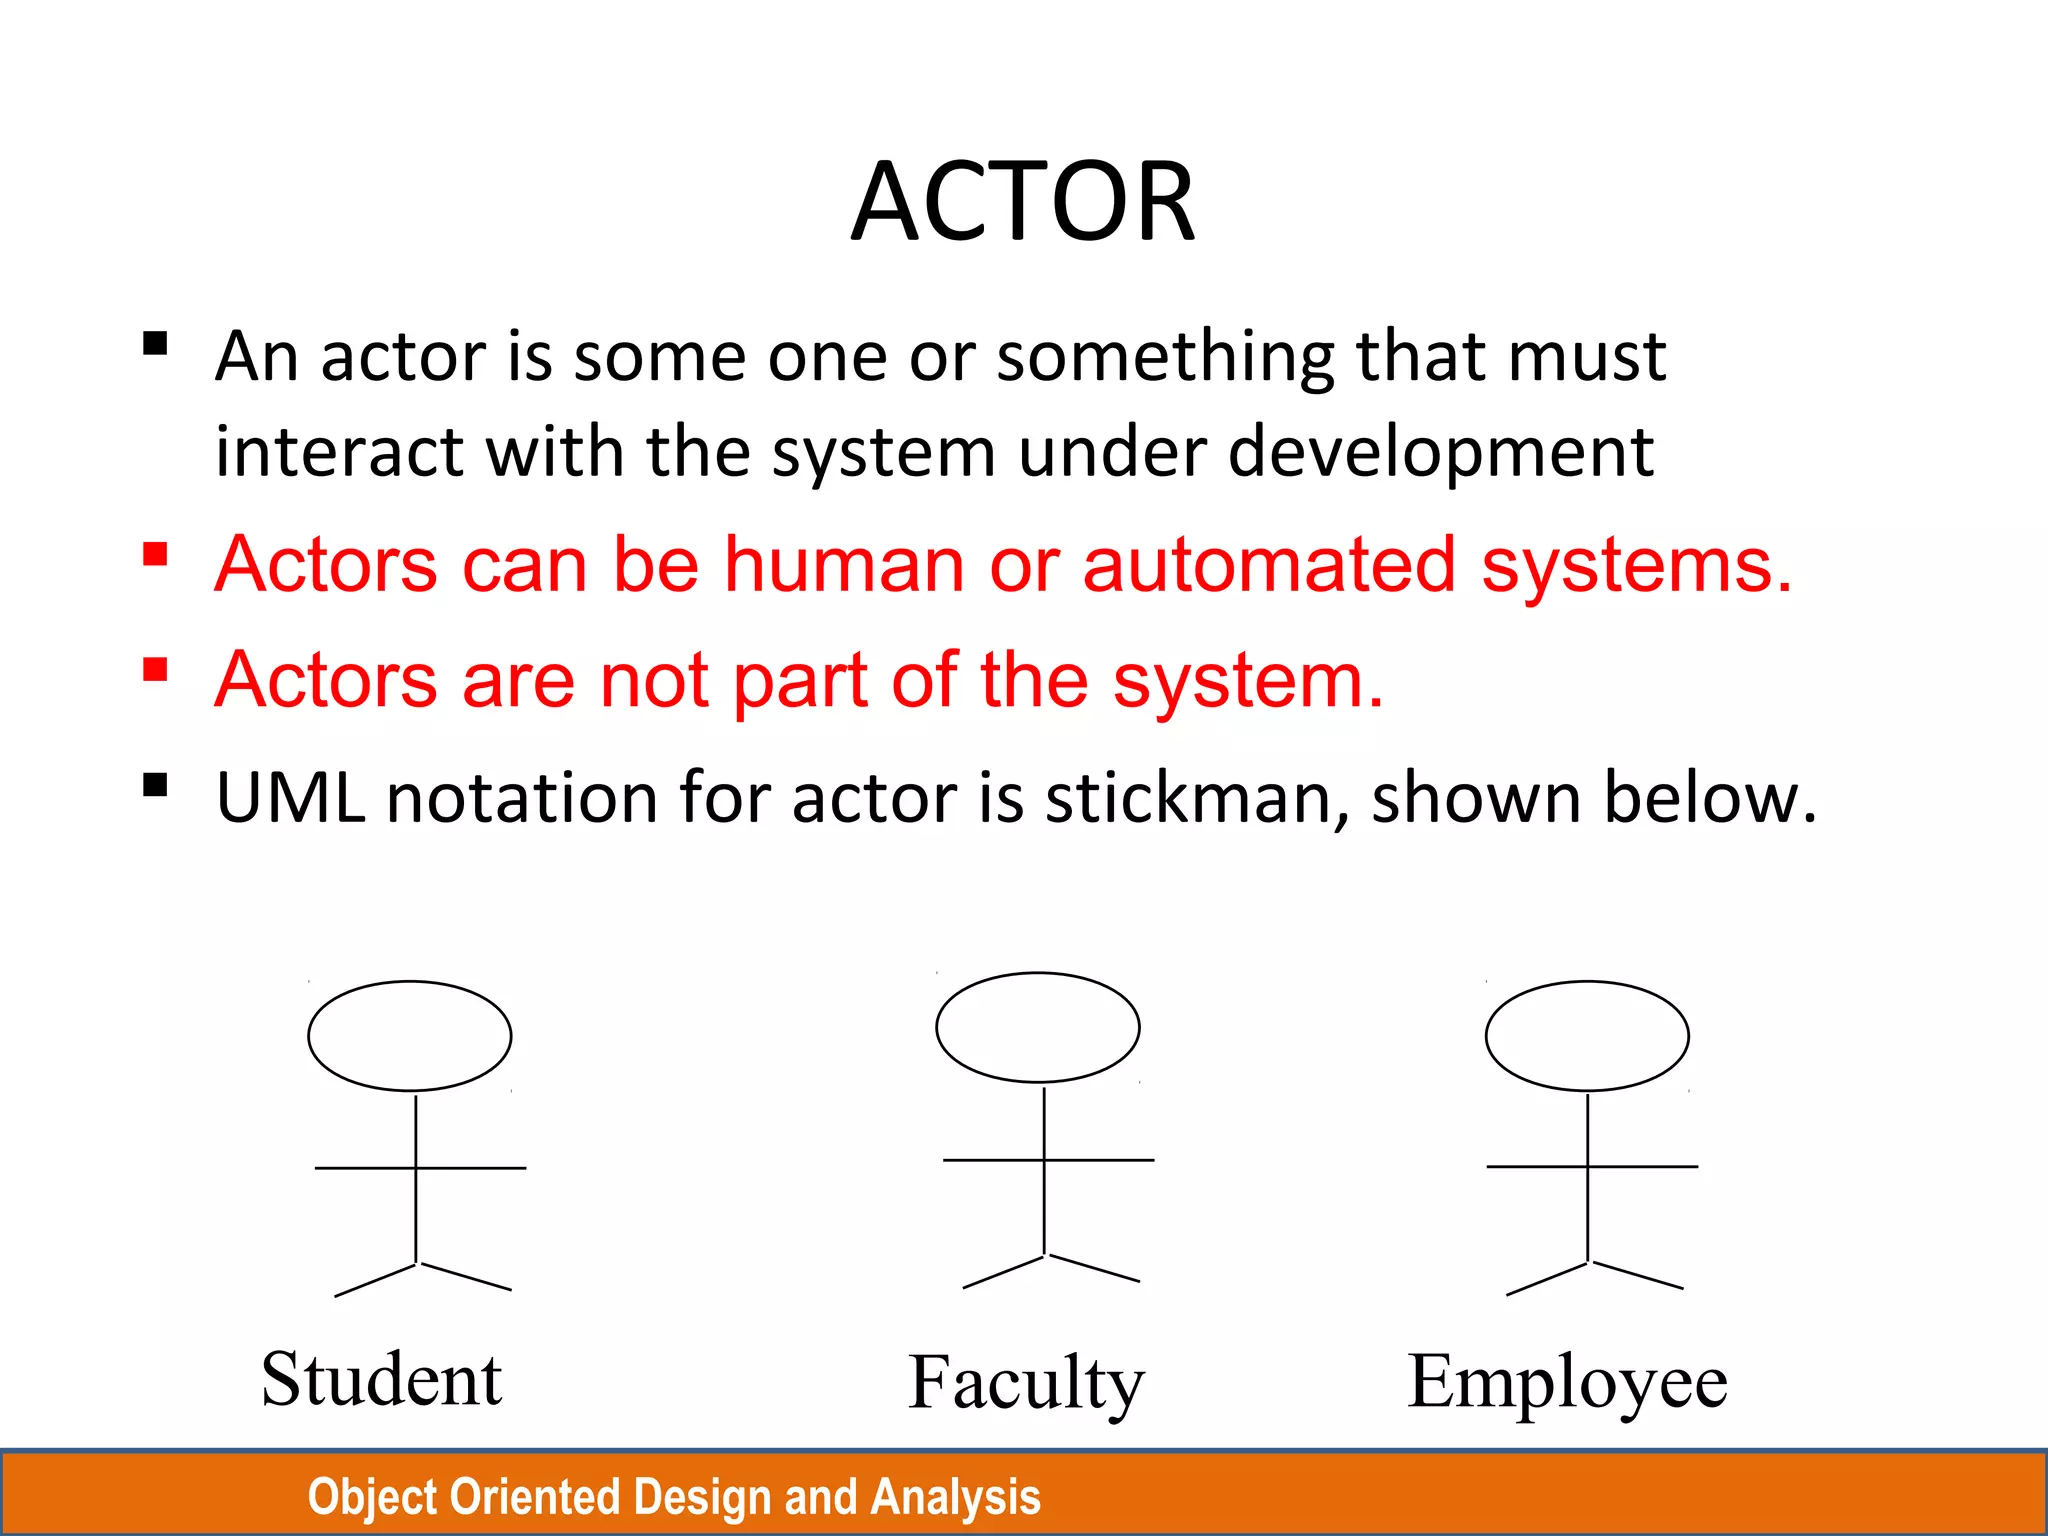 ACTOR
▪ An actor is some one or something that must
interact with the system under development
▪ Actors can be human or automated systems.
▪ Actors are not part of the system.
▪ UML notation for actor is stickman, shown below.
Student Faculty Employee
Object Oriented Design and Analysis